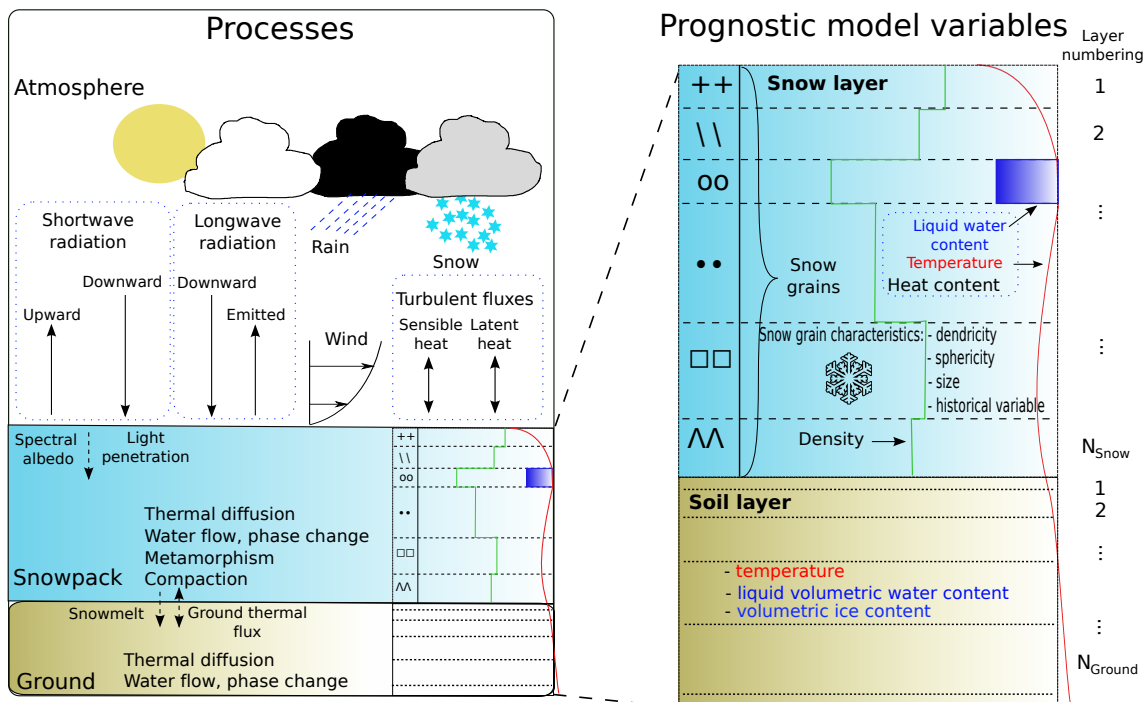 Processes
Atmosphere
Shortwave
radiation
Longwave
radiation
Rain
Snow
Downward
Downward
Upward
Emitted
Wind
Turbulent fluxes
Sensible
heat
Latent
heat
Spectral
albedo
Light
penetration
Thermal diffusion
Water flow, phase change
Metamorphism
Compaction
Snowpack
Snowmelt
Ground thermal
flux
Thermal diffusion
Water flow, phase change
Ground
++
\ \
oo
••
□□
ΛΛ
Prognostic model variables
Layer
numbering
++
Snow layer
1
\ \
2
oo
⋮
Liquid water
content
Temperature
Heat content
••
Snow
grains
Snow grain characteristics: - dendricity
- sphericity
- size
- historical variable
□□
⋮
ΛΛ
Density
NSnow
Soil layer
1
2
⋮
- temperature
- liquid volumetric water content
- volumetric ice content
⋮
NGround